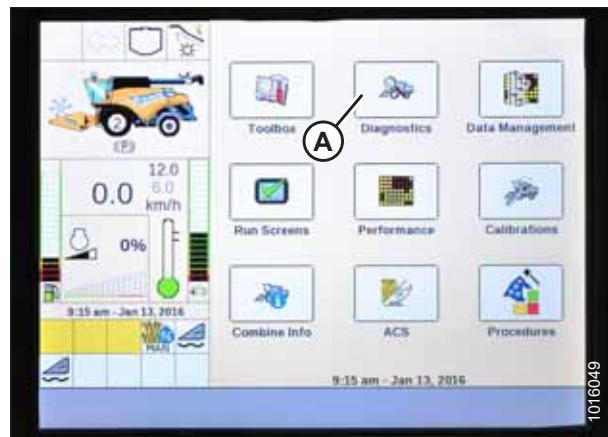 2
(P)
12.0
0.0 6.0
km/h
0%
9:15 am - Jan 13, 2016
MAN
Toolbox Diagnostics Data Management
A
Run Screens Performance Calibrations
Combine Info ACS Procedures
9:15 am - Jan 13, 2016
1016049